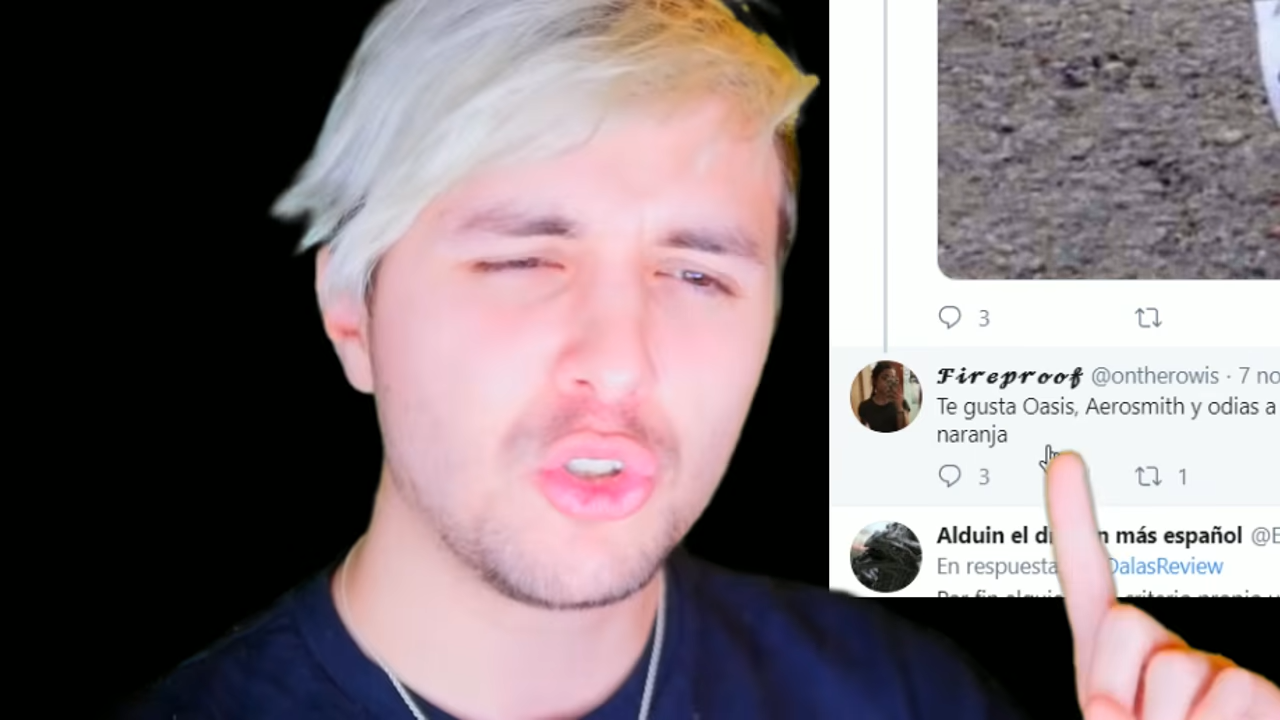 3
Fireproof @ontherowis · 7 no
Te gusta Oasis, Aerosmith y odias a
naranja
3 1
Alduin el más español @E
En respuesta DalasReview